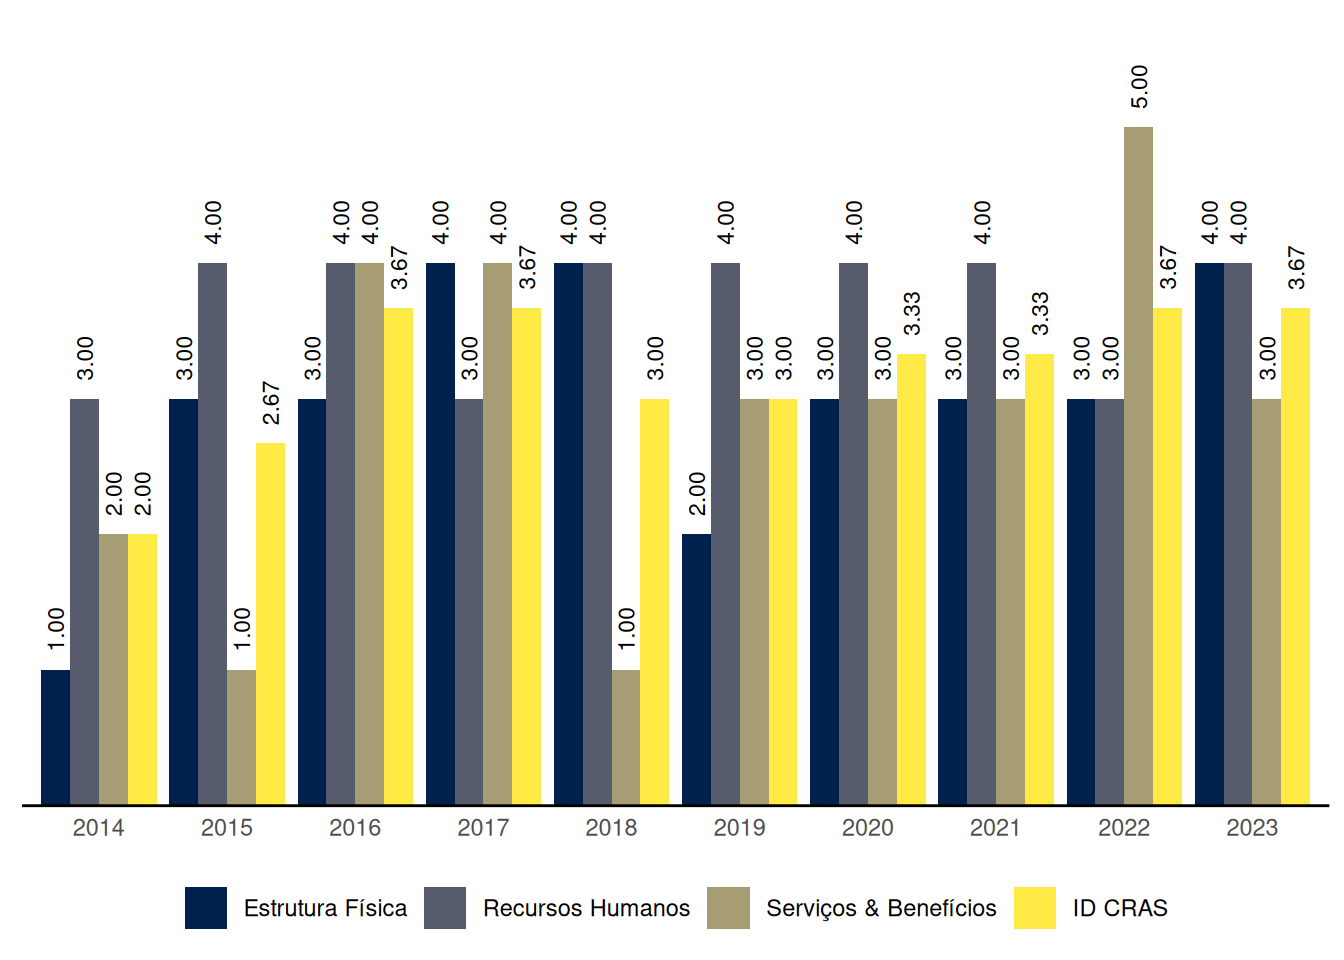 5.00
4.00 4.00 4.00 4.00 4.00 4.00 4.00 4.00 4.00 4.00 4.00 4.00
3.67 3.67 3.67 3.67
3.33 3.33
3.00 3.00 3.00 3.00 3.00 3.00 3.00 3.00 3.00 3.00 3.00 3.00 3.00 3.00
2.67
2.00 2.00 2.00
1.00 1.00 1.00
2014 2015 2016 2017 2018 2019 2020 2021 2022 2023
Estrutura Física Recursos Humanos Serviços & Benefícios ID CRAS